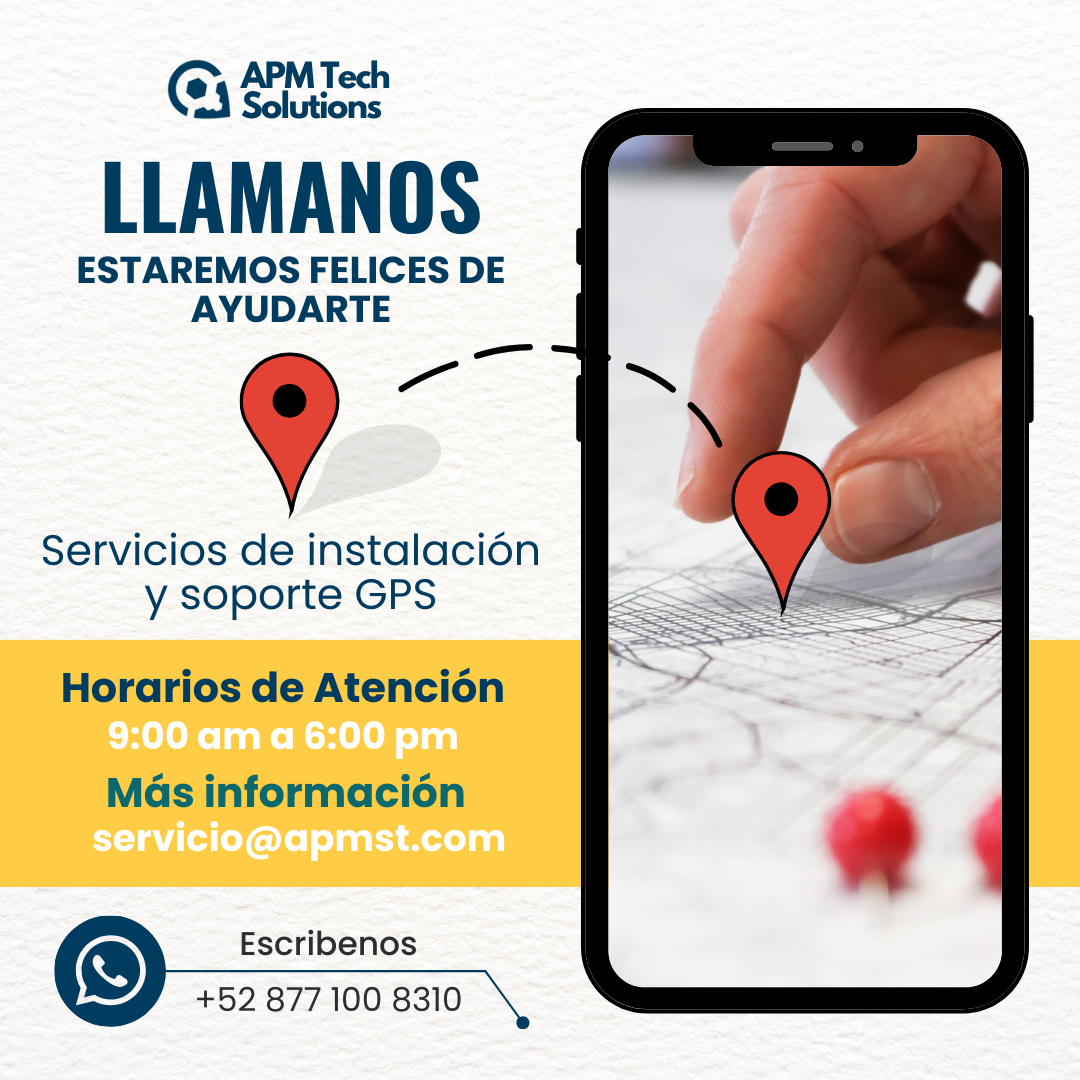 APM Tech
Solutions
LLAMANOS
ESTAREMOS FELICES DE
AYUDARTE
Servicios de instalación
y soporte GPS
Horarios de Atención
9:00 am a 6:00 pm
Más información
servicio@apmst.com
Escribenos
+52 877 100 8310